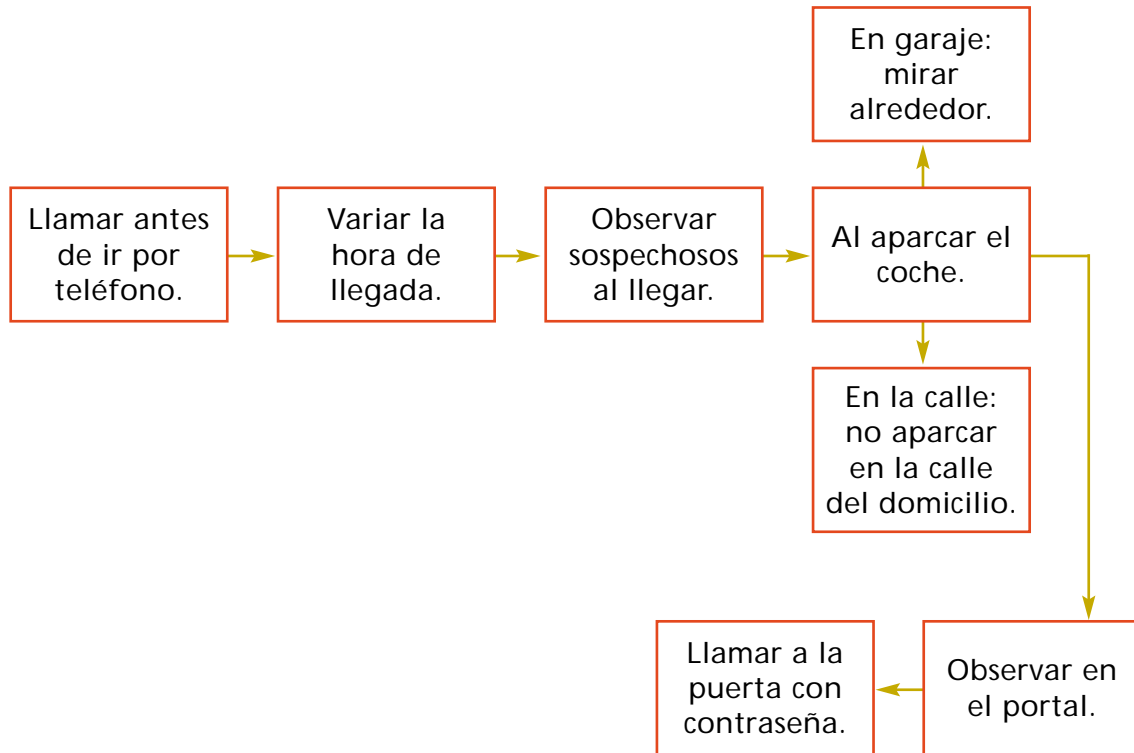 Llamar antes
de ir por
teléfono.
Variar la
hora de
llegada.
Observar
sospechosos
al llegar.
Al aparcar el
coche.
En garaje:
mirar
alrededor.
En la calle:
no aparcar
en la calle
del domicilio.
Observar en
el portal.
Llamar a la
puerta con
contraseña.